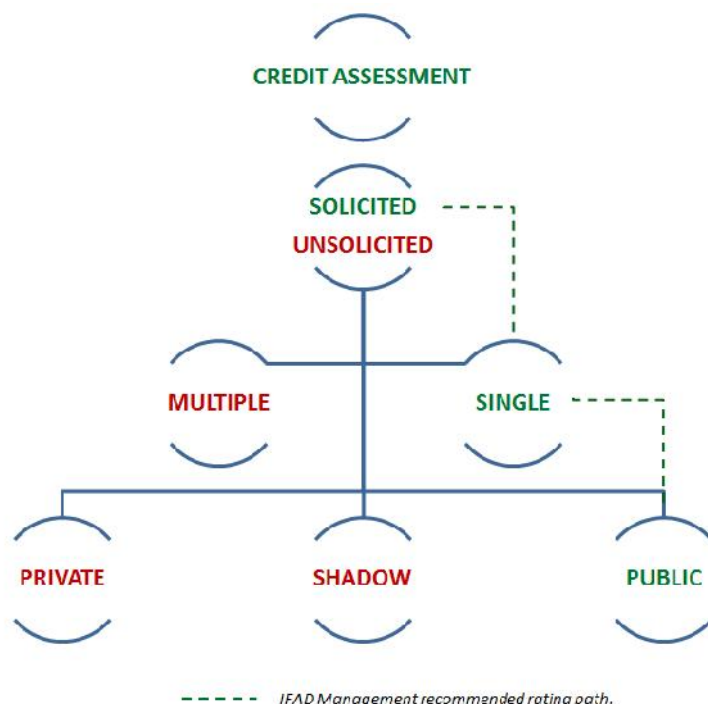 CREDIT ASSESSMENT
SOLICITED
UNSOLICITED
MULTIPLE
SINGLE
PRIVATE
SHADOW
PUBLIC
IFAD Management recommended rating path.